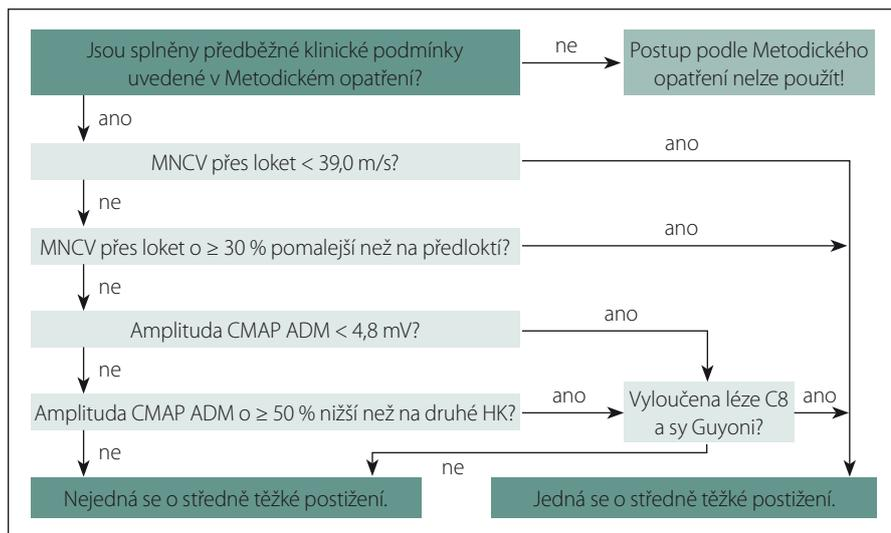 Jsou splněny předběžné klinické podmínky
uvedené v Metodickém opatření?
ne
Postup podle Metodického
opatření nelze použít!
ano
MNCV přes loket < 39,0 m/s?
ano
ne
MNCV přes loket o ≥ 30 % pomalejší než na předloktí?
ano
ne
Amplituda CMAP ADM < 4,8 mV?
ano
ne
Amplituda CMAP ADM o ≥ 50 % nižší než na druhé HK?
ano
Vyloučena léze C8
a sy Guyoni?
ano
ne
ne
Nejedná se o středně těžké postižení.
Jedná se o středně těžké postižení.